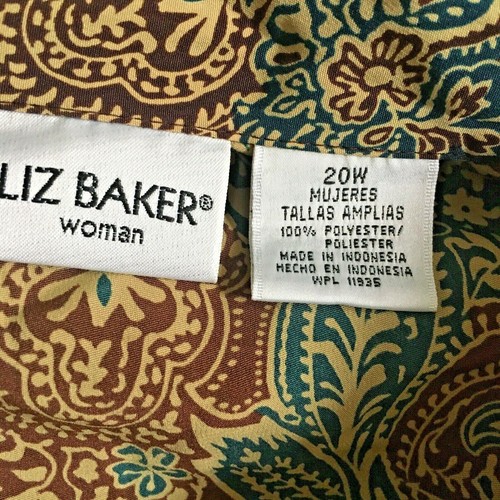 LIZ BAKER®
woman
20W
MUJERES
TALLAS AMPLIAS
100% POLYESTER/
POLIESTER
MADE IN INDONESIA
HECHO EN INDONESIA
WPL 11935